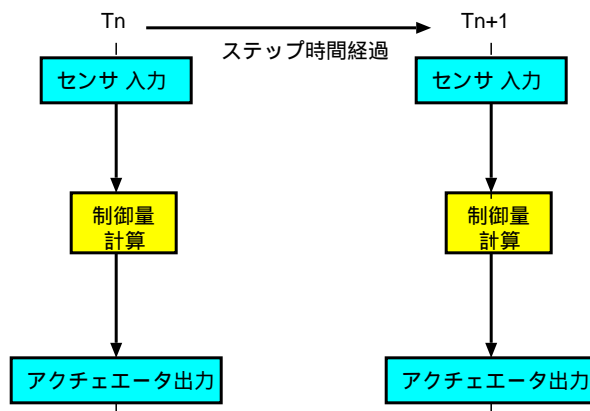 Tn
Tn+1
ステップ時間経過
センサ 入力
センサ 入力
制御量
計算
制御量
計算
アクチェエータ出力
アクチェエータ出力